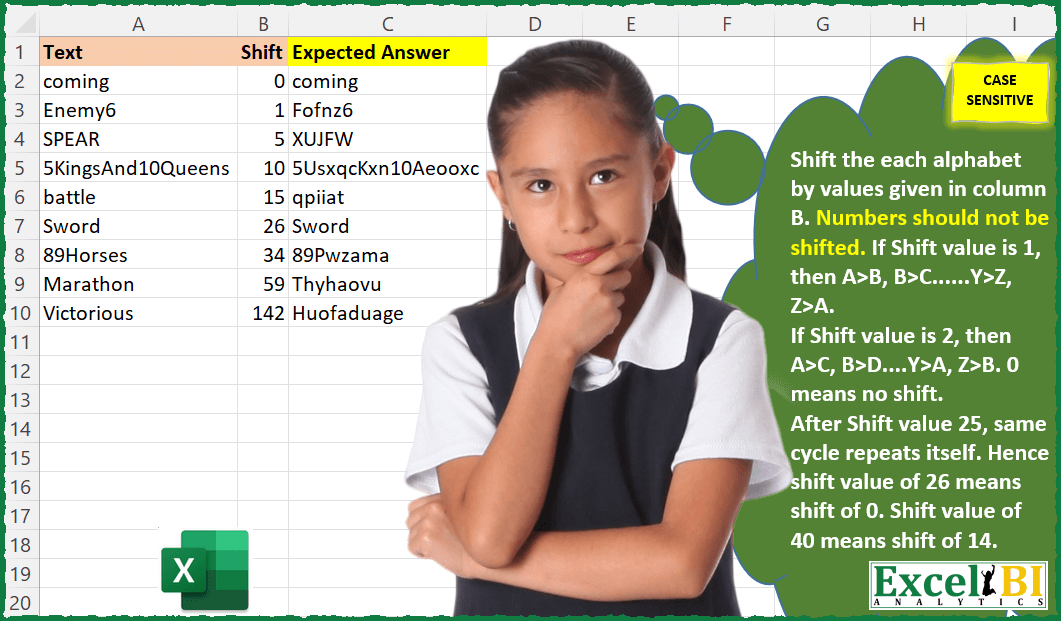 A B C D E F G H I
1 Text Shift Expected Answer
2 coming 0 coming
3 Enemy6 1 Fofnz6
4 SPEAR 5 XUJFW
5 5KingsAnd10Queens 10 5UsxqcKxn10Aeooxc
6 battle 15 qpiiat
7 Sword 26 Sword
8 89Horses 34 89Pwzama
9 Marathon 59 Thyhaovu
10 Victorious 142 Huofaduage
11
12
13
14
15
16
17
18
19
20
CASE
SENSITIVE
Shift the each alphabet
by values given in column
B. Numbers should not be
shifted. If Shift value is 1,
then A>B, B>C......Y>Z,
Z>A.
If Shift value is 2, then
A>C, B>D....Y>A, Z>B. 0
means no shift.
After Shift value 25, same
cycle repeats itself. Hence
shift value of 26 means
shift of 0. Shift value of
40 means shift of 14.
X
Excel BI
ANALYTICS